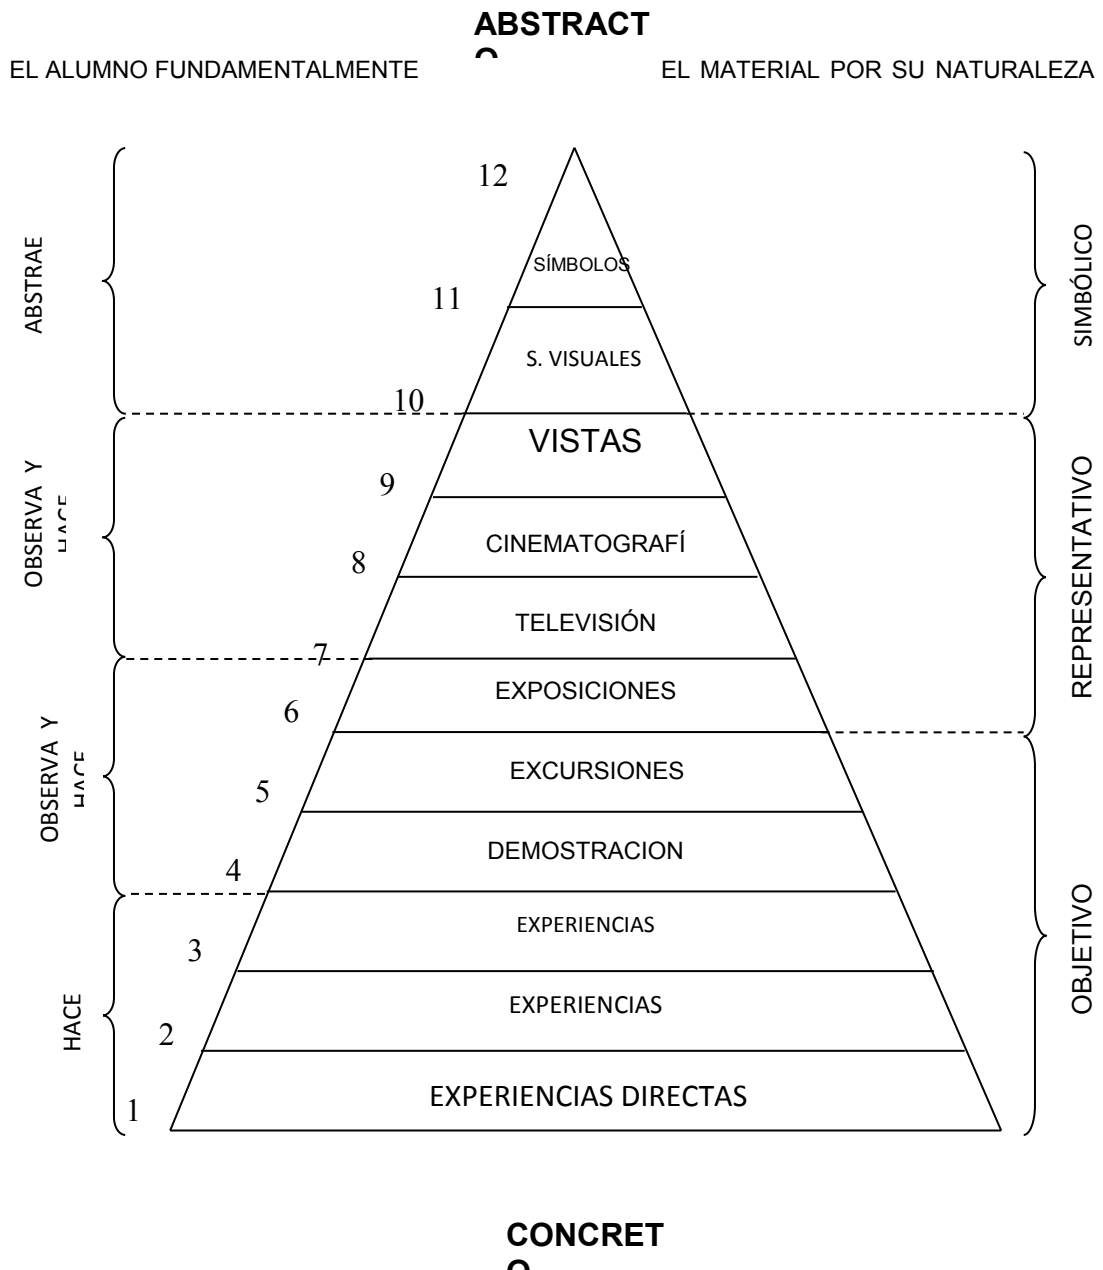 ABSTRACT
O
EL ALUMNO FUNDAMENTALMENTE
EL MATERIAL POR SU NATURALEZA
12
SÍMBOLOS
11
S. VISUALES
10
VISTAS
9
CINEMATOGRAFÍ
8
TELEVISIÓN
7
EXPOSICIONES
6
EXCURSIONES
5
DEMOSTRACION
4
EXPERIENCIAS
3
EXPERIENCIAS
2
EXPERIENCIAS DIRECTAS
1
ABSTRAE
OBSERVA Y
HACE
OBSERVA Y
HACE
HACE
SIMBÓLICO
REPRESENTATIVO
OBJETIVO
CONCRET
O